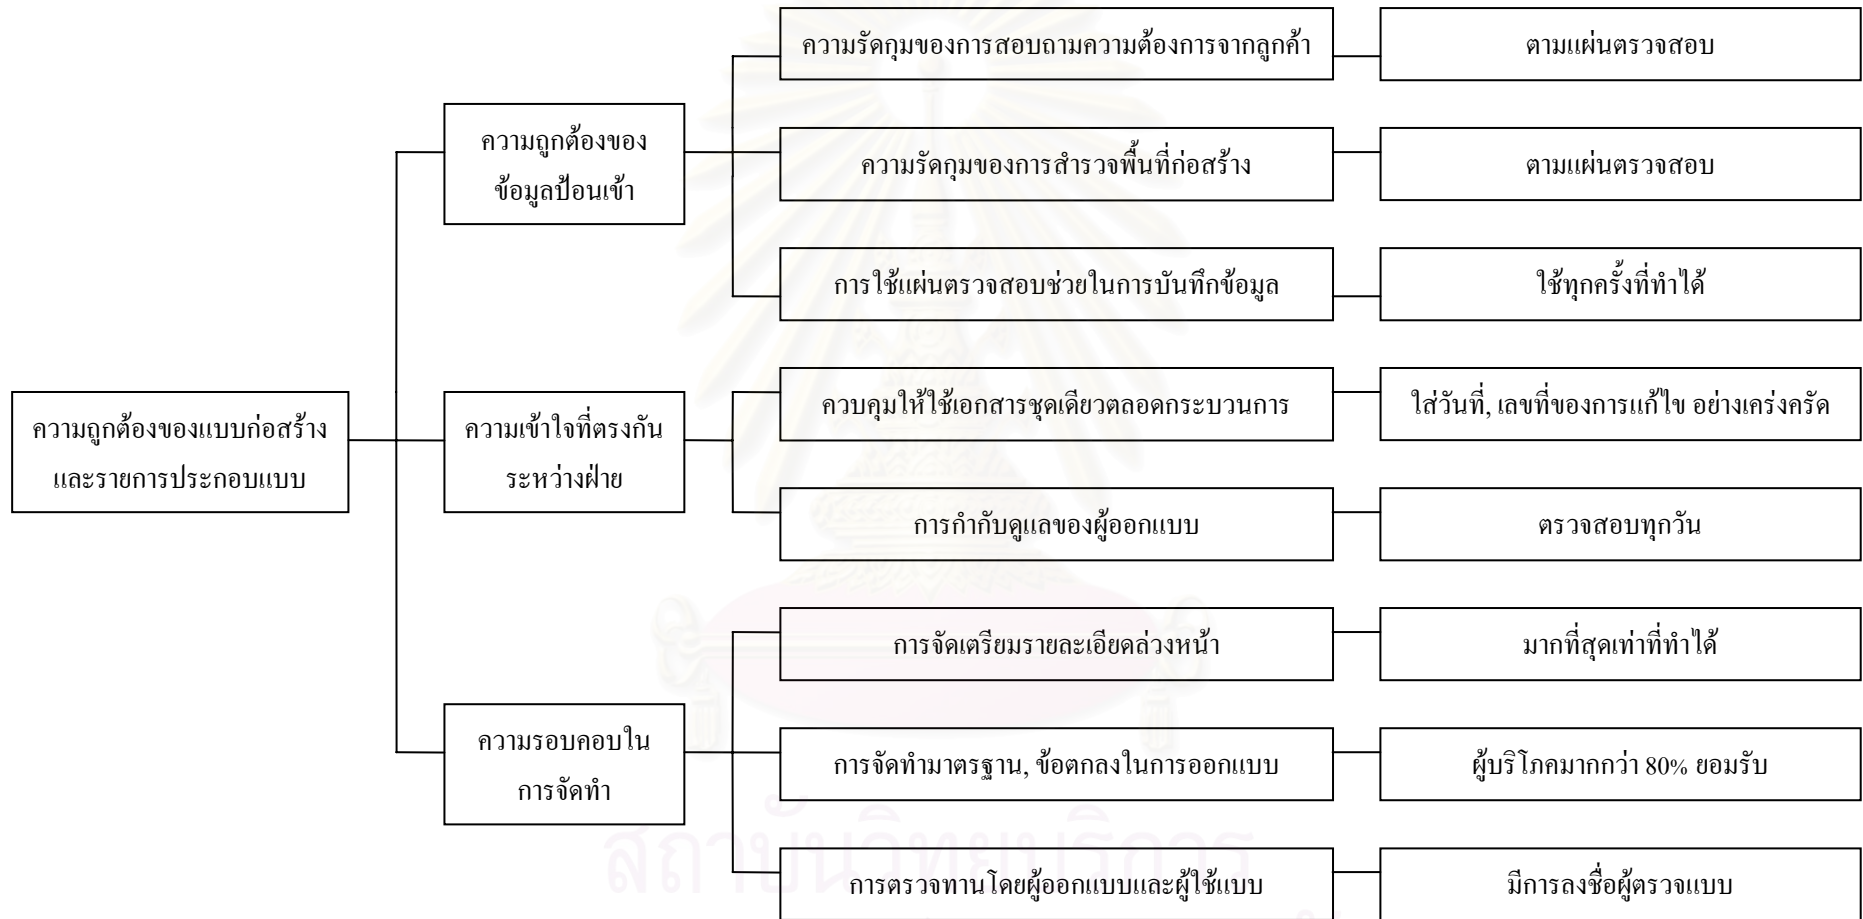 ความรัดกุมของการสอบถามความต้องการจากลูกค้า
ตามแผ่นตรวจสอบ
ความถูกต้องของ
ข้อมูลป้อนเข้า
ความรัดกุมของการสำรวจพื้นที่ก่อสร้าง
ตามแผ่นตรวจสอบ
การใช้แผ่นตรวจสอบช่วยในการบันทึกข้อมูล
ใช้ทุกครั้งที่ทำได้
ความถูกต้องของแบบก่อสร้าง
และรายการประกอบแบบ
ความเข้าใจที่ตรงกัน
ระหว่างฝ่าย
ควบคุมให้ใช้เอกสารชุดเดียวตลอดกระบวนการ
ใส่วันที่, เลขที่ของการแก้ไข อย่างเคร่งครัด
การกำกับดูแลของผู้ออกแบบ
ตรวจสอบทุกวัน
การจัดเตรียมรายละเอียดล่วงหน้า
มากที่สุดเท่าที่ทำได้
ความรอบคอบใน
การจัดทำ
การจัดทำมาตรฐาน, ข้อตกลงในการออกแบบ
ผู้บริโภคมากกว่า 80% ยอมรับ
การตรวจทานโดยผู้ออกแบบและผู้ใช้แบบ
มีการลงชื่อผู้ตรวจแบบ
สถาบันวิทยบริการ